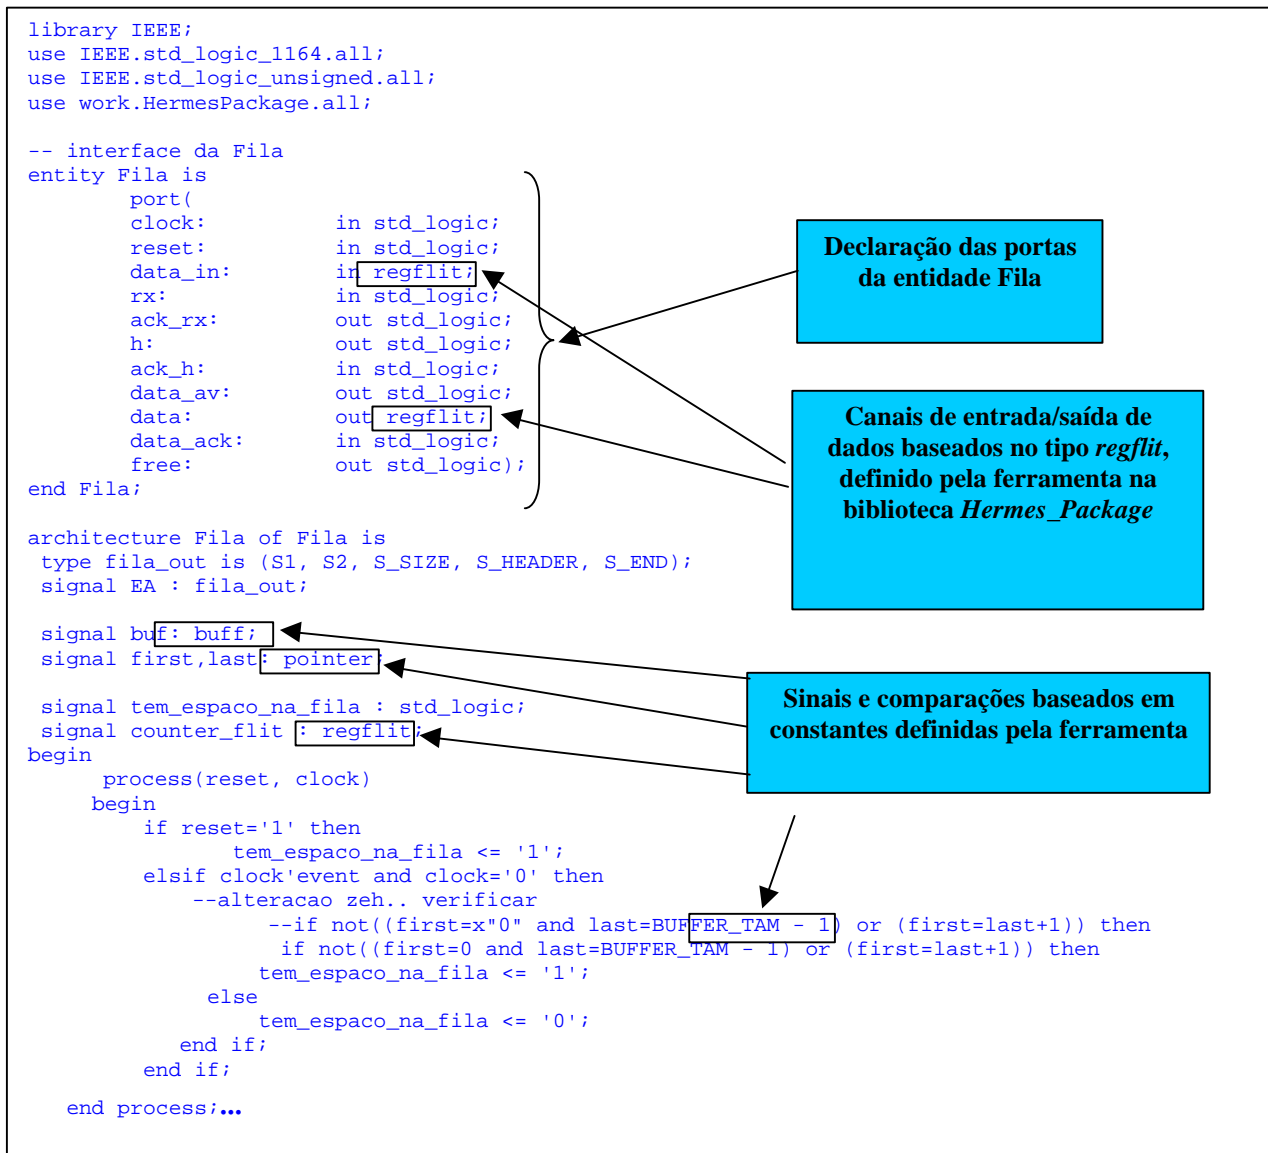 library IEEE;
use IEEE.std_logic_1164.all;
use IEEE.std_logic_unsigned.all;
use work.HermesPackage.all;

-- interface da Fila
entity Fila is
        port(
        clock:          in std_logic;
        reset:          in std_logic;
        data_in:        in regflit;
        rx:             in std_logic;
        ack_rx:         out std_logic;
        h:              out std_logic;
        ack_h:          in std_logic;
        data_av:        out std_logic;
        data:           out regflit;
        data_ack:       in std_logic;
        free:           out std_logic);
end Fila;

architecture Fila of Fila is
 type fila_out is (S1, S2, S_SIZE, S_HEADER, S_END);
 signal EA : fila_out;

 signal buf: buff;
 signal first,last: pointer;

 signal tem_espaco_na_fila : std_logic;
 signal counter_flit : regflit;
begin
      process(reset, clock)
     begin
         if reset='1' then
                tem_espaco_na_fila <= '1';
         elsif clock'event and clock='0' then
             --alteracao zeh.. verificar
                   --if not((first=x"0" and last=BUFFER_TAM - 1) or (first=last+1)) then
                    if not((first=0 and last=BUFFER_TAM - 1) or (first=last+1)) then
                  tem_espaco_na_fila <= '1';
              else
                  tem_espaco_na_fila <= '0';
            end if;
         end if;
   end process;...
Declaração das portas
da entidade Fila
Canais de entrada/saída de
dados baseados no tipo regflit,
definido pela ferramenta na
biblioteca Hermes_Package
Sinais e comparações baseados em
constantes definidas pela ferramenta